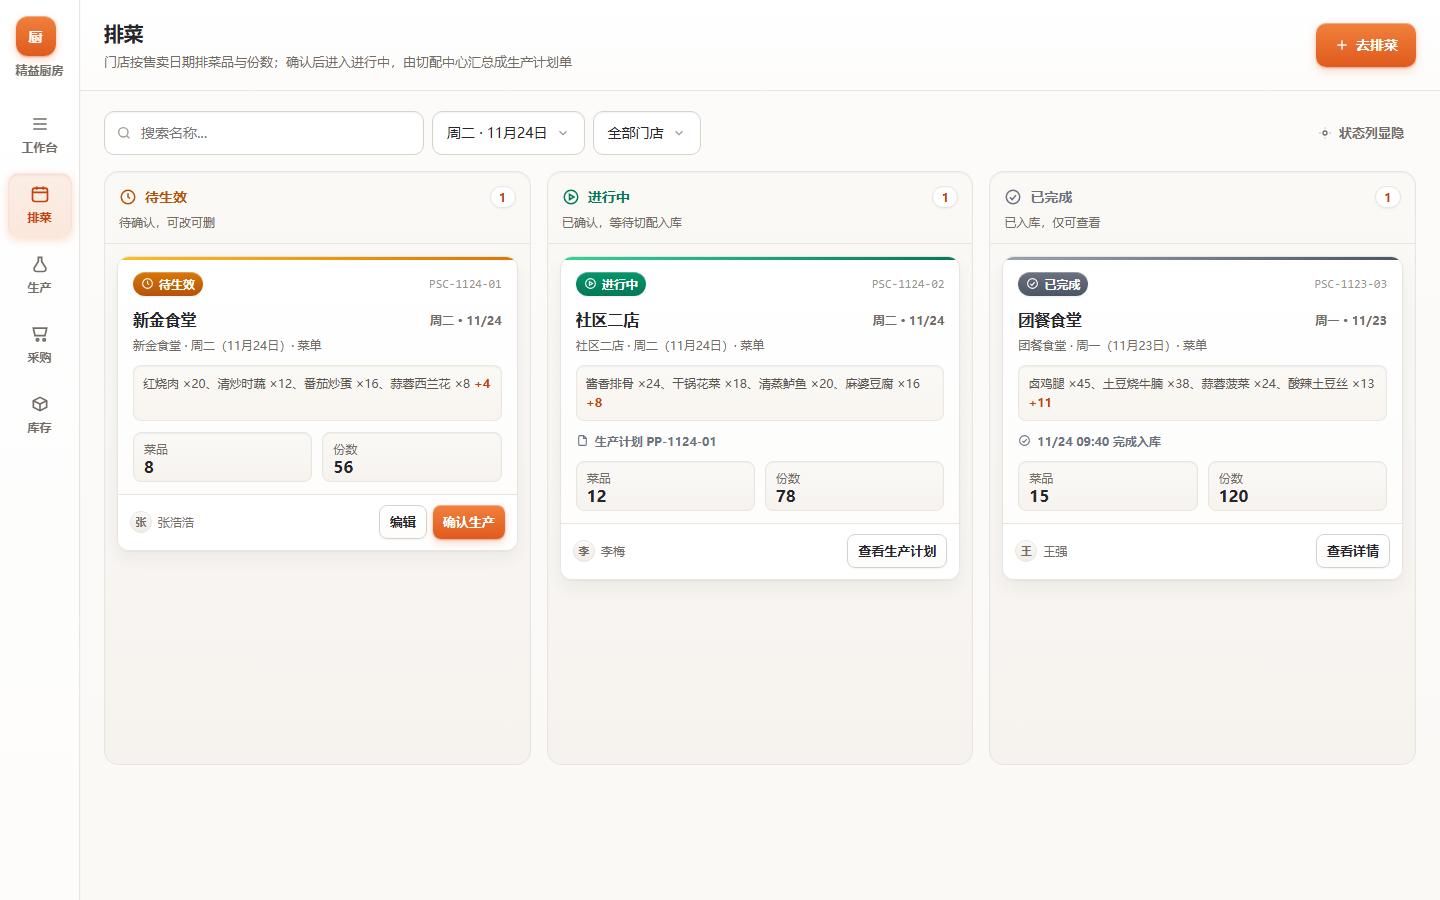 厨
精益厨房
工作台
排菜
生产
采购
库存
排菜
门店按售卖日期排菜品与份数；确认后进入进行中，由切配中心汇总成生产计划单
去排菜
搜索名称...
周二 · 11月24日
全部门店
状态列显隐
待生效
1
待确认，可改可删
待生效
PSC-1124-01
新金食堂
周二 • 11/24
新金食堂 · 周二（11月24日）· 菜单
红烧肉 ×20、清炒时蔬 ×12、番茄炒蛋 ×16、蒜蓉西兰花 ×8 +4
菜品
8
份数
56
张
张浩浩
编辑
确认生产
进行中
1
已确认，等待切配入库
进行中
PSC-1124-02
社区二店
周二 • 11/24
社区二店 · 周二（11月24日）· 菜单
酱香排骨 ×24、干锅花菜 ×18、清蒸鲈鱼 ×20、麻婆豆腐 ×16
+8
生产计划 PP-1124-01
菜品
12
份数
78
李
李梅
查看生产计划
已完成
1
已入库，仅可查看
已完成
PSC-1123-03
团餐食堂
周一 • 11/23
团餐食堂 · 周一（11月23日）· 菜单
卤鸡腿 ×45、土豆烧牛腩 ×38、蒜蓉菠菜 ×24、酸辣土豆丝 ×13
+11
11/24 09:40 完成入库
菜品
15
份数
120
王
王强
查看详情